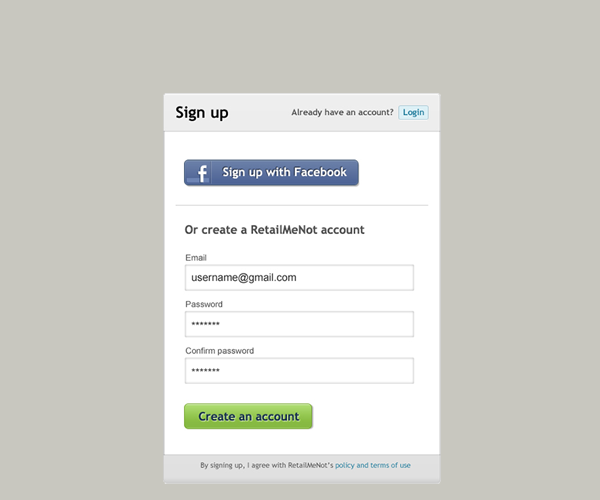 Sign up
Already have an account? Login
f Sign up with Facebook
Or create a RetailMeNot account
Email
username@gmail.com
Password
*******
Confirm password
*******
Create an account
By signing up, I agree with RetailMeNot's policy and terms of use